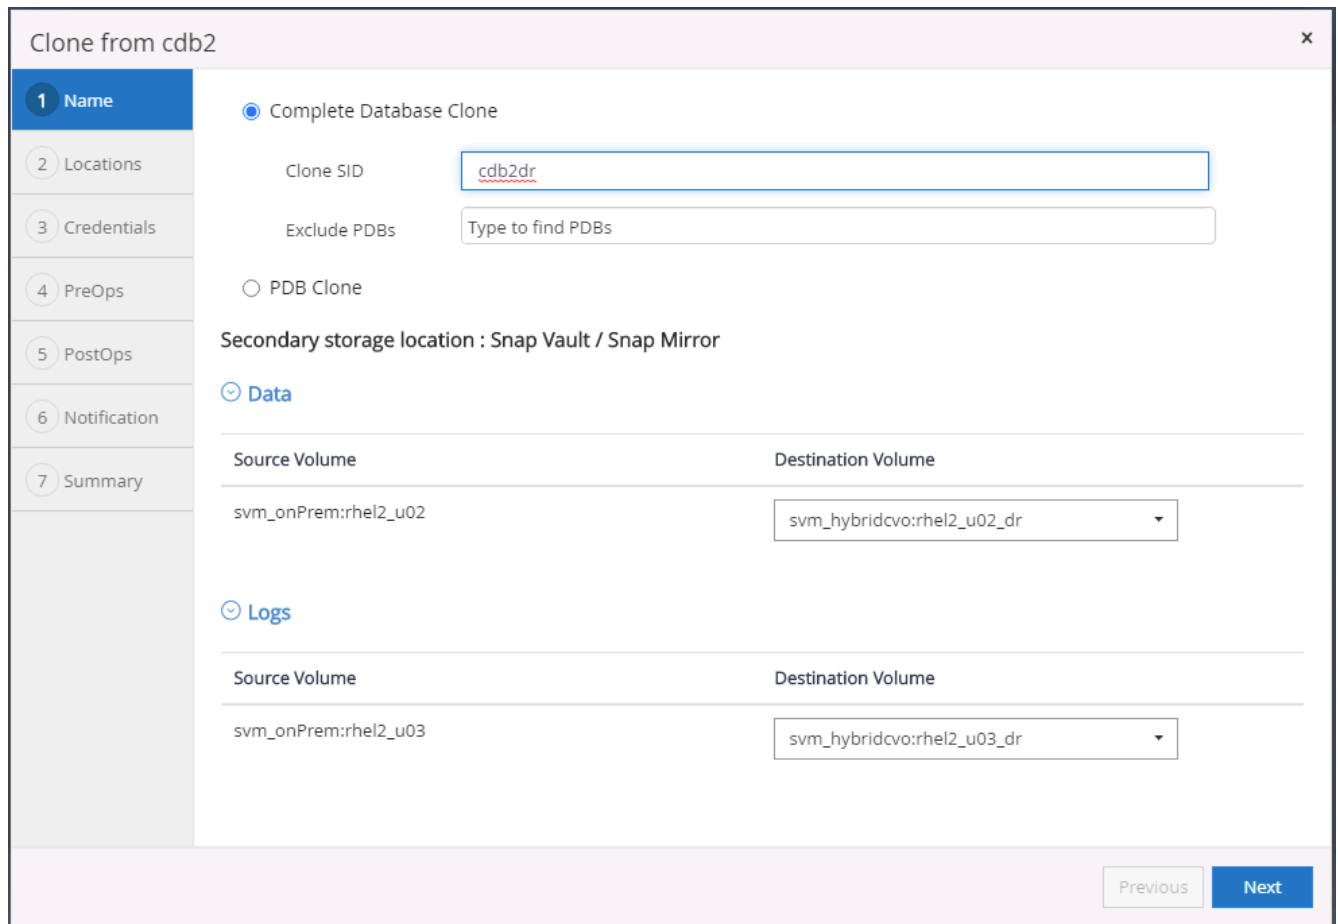 Clone from cdb2
×
1 Name
2 Locations
3 Credentials
4 PreOps
5 PostOps
6 Notification
7 Summary
Complete Database Clone
Clone SID cdb2dr
Exclude PDBs Type to find PDBs
PDB Clone
Secondary storage location : Snap Vault / Snap Mirror
Data
Source Volume Destination Volume
svm_onPrem:rhel2_u02 svm_hybridcvo:rhel2_u02_dr
Logs
Source Volume Destination Volume
svm_onPrem:rhel2_u03 svm_hybridcvo:rhel2_u03_dr
Previous Next